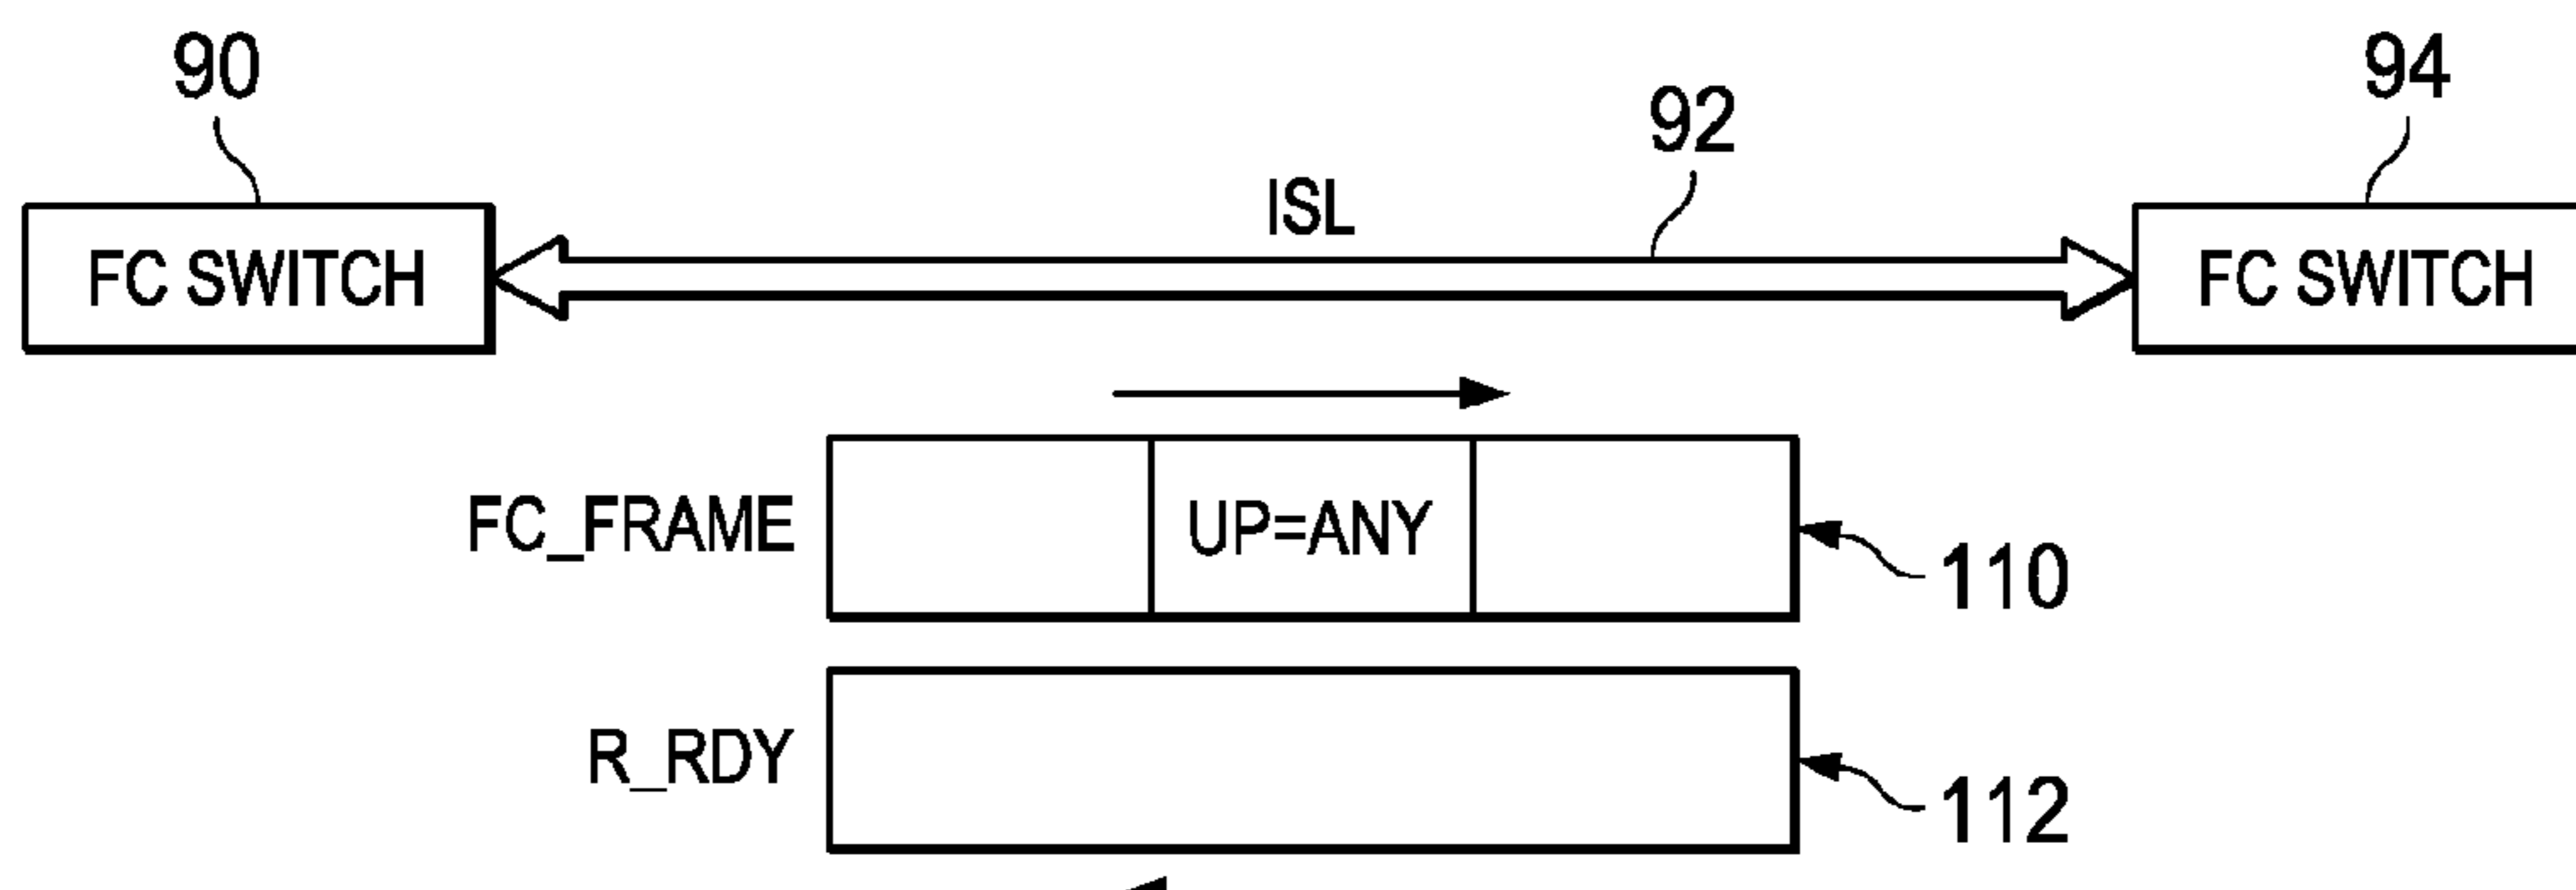 90
94
92
ISL
FC SWITCH
FC SWITCH
FC_FRAME
UP=ANY
110
R_RDY
112